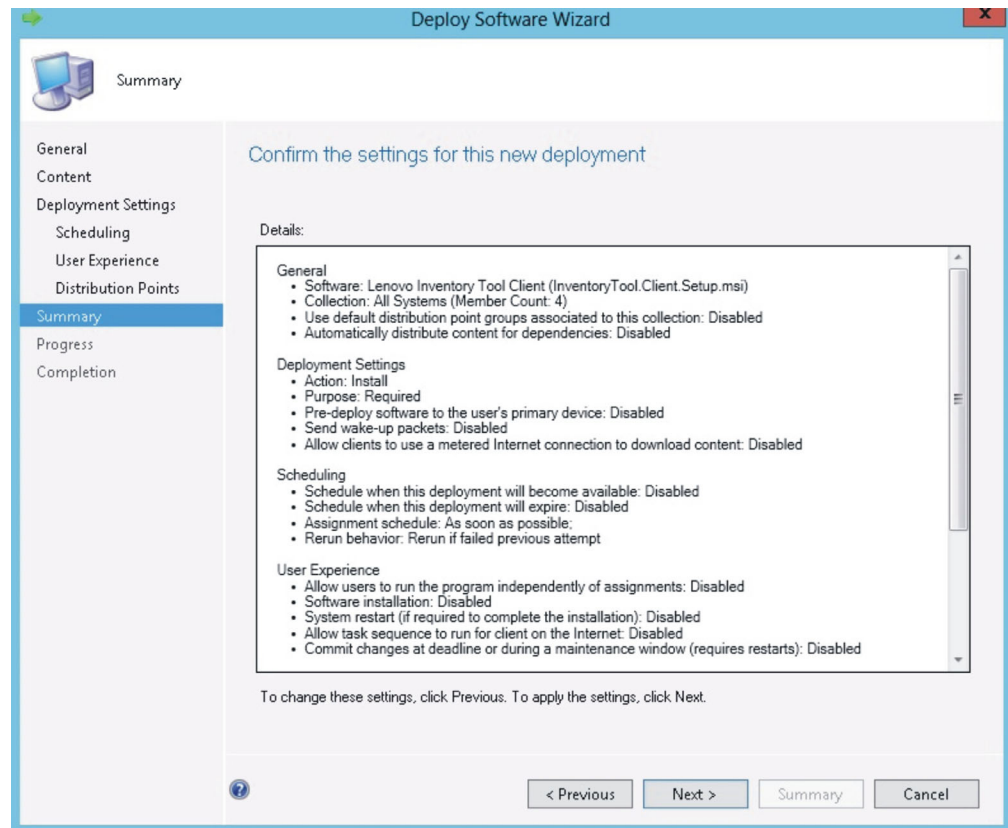 Deploy Software Wizard
x
Summary
General
Content
Deployment Settings
Scheduling
User Experience
Distribution Points
Summary
Progress
Completion
Confirm the settings for this new deployment
Details:
General
• Software: Lenovo Inventory Tool Client (InventoryTool.Client.Setup.msi)
• Collection: All Systems (Member Count: 4)
• Use default distribution point groups associated to this collection: Disabled
• Automatically distribute content for dependencies: Disabled
Deployment Settings
• Action: Install
• Purpose: Required
• Pre-deploy software to the user's primary device: Disabled
• Send wake-up packets: Disabled
• Allow clients to use a metered Internet connection to download content: Disabled
Scheduling
• Schedule when this deployment will become available: Disabled
• Schedule when this deployment will expire: Disabled
• Assignment schedule: As soon as possible;
• Rerun behavior: Rerun if failed previous attempt
User Experience
• Allow users to run the program independently of assignments: Disabled
• Software installation: Disabled
• System restart (if required to complete the installation): Disabled
• Allow task sequence to run for client on the Internet: Disabled
• Commit changes at deadline or during a maintenance window (requires restarts): Disabled
To change these settings, click Previous. To apply the settings, click Next.
?
< Previous
Next >
Summary
Cancel